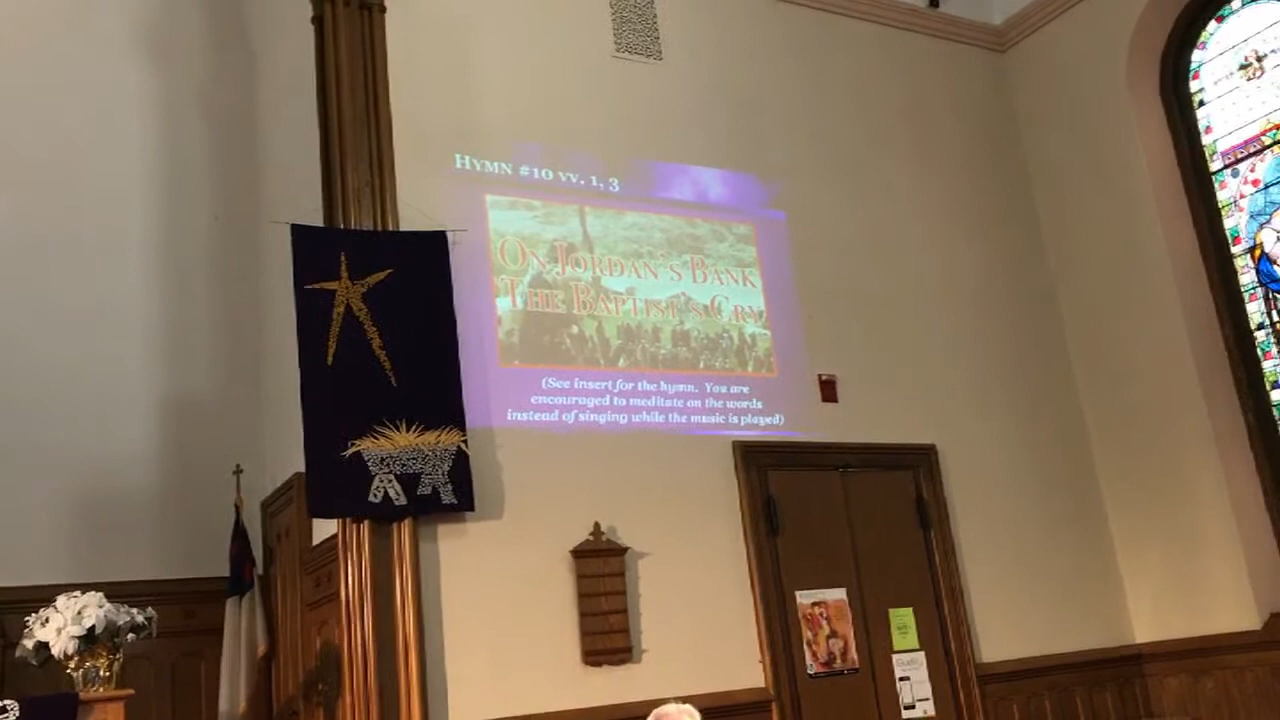 HYMN #10 VV. 1, 3
ON JORDAN'S BANK
THE BAPTIST'S CRY
(See insert for the hymn. You are
encouraged to meditate on the words
instead of singing while the music is played)